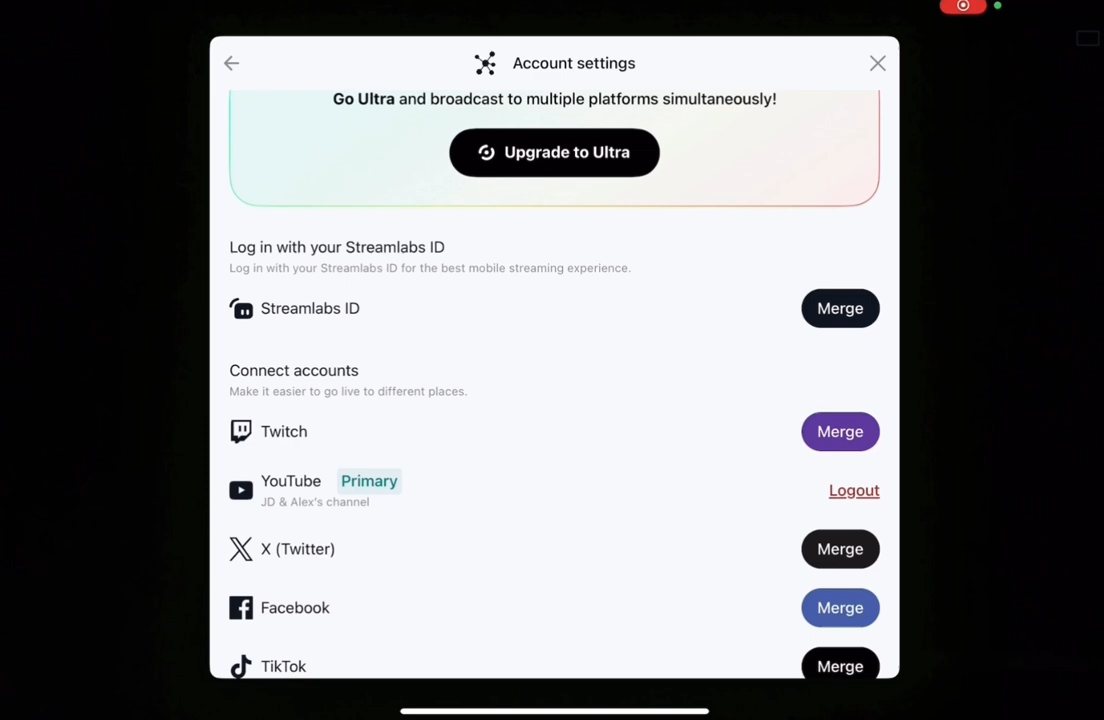 Account settings
Go Ultra and broadcast to multiple platforms simultaneously!
Upgrade to Ultra
Log in with your Streamlabs ID
Log in with your Streamlabs ID for the best mobile streaming experience.
Streamlabs ID Merge
Connect accounts
Make it easier to go live to different places.
Twitch Merge
YouTube Primary
JD & Alex's channel
Logout
X (Twitter) Merge
Facebook Merge
TikTok Merge